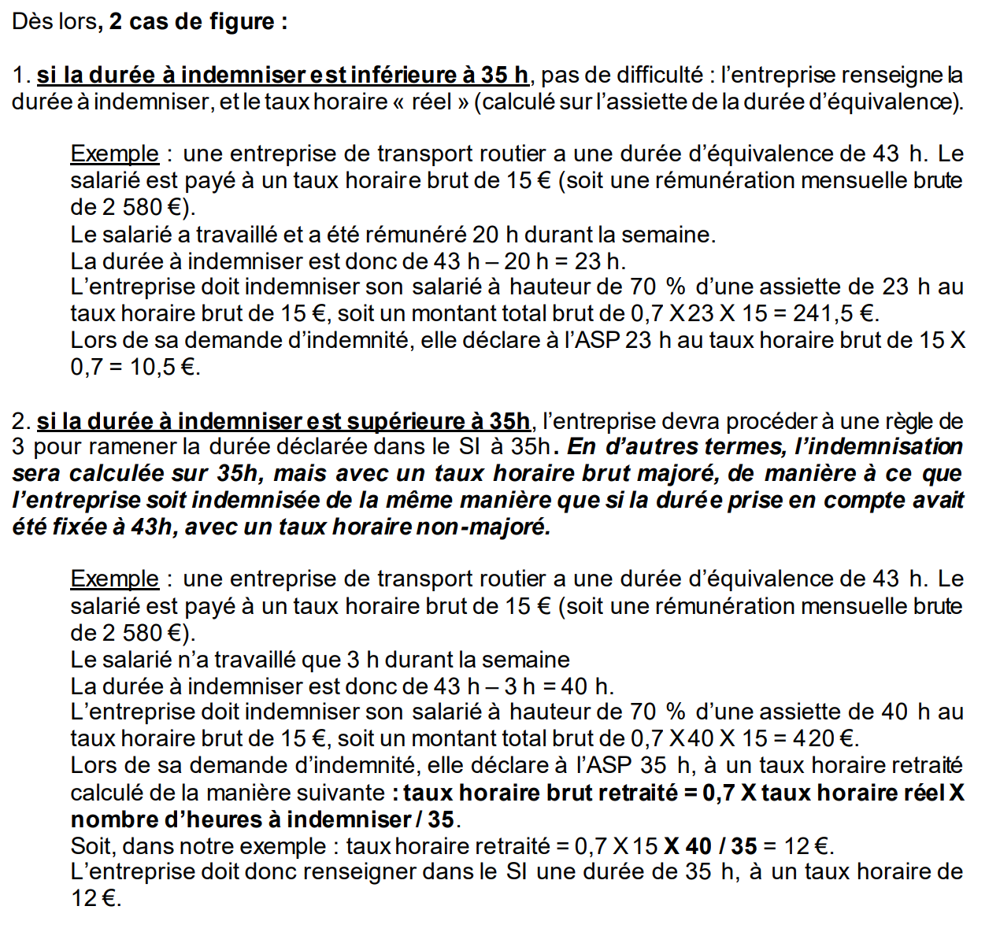 Dès lors, 2 cas de figure :
1. si la durée à indemniser est inférieure à 35 h, pas de difficulté : l’entreprise renseigne la
durée à indemniser, et le taux horaire « réel » (calculé sur l’assiette de la durée d’équivalence).
Exemple : une entreprise de transport routier a une durée d’équivalence de 43 h. Le
salarié est payé à un taux horaire brut de 15 € (soit une rémunération mensuelle brute
de 2 580 €).
Le salarié a travaillé et a été rémunéré 20 h durant la semaine.
La durée à indemniser est donc de 43 h – 20 h = 23 h.
L’entreprise doit indemniser son salarié à hauteur de 70 % d’une assiette de 23 h au
taux horaire brut de 15 €, soit un montant total brut de 0,7 X 23 X 15 = 241,5 €.
Lors de sa demande d’indemnité, elle déclare à l’ASP 23 h au taux horaire brut de 15 X
0,7 = 10,5 €.
2. si la durée à indemniser est supérieure à 35h, l’entreprise devra procéder à une règle de
3 pour ramener la durée déclarée dans le SI à 35h. En d’autres termes, l’indemnisation
sera calculée sur 35h, mais avec un taux horaire brut majoré, de manière à ce que
l’entreprise soit indemnisée de la même manière que si la durée prise en compte avait
été fixée à 43h, avec un taux horaire non-majoré.
Exemple : une entreprise de transport routier a une durée d’équivalence de 43 h. Le
salarié est payé à un taux horaire brut de 15 € (soit une rémunération mensuelle brute
de 2 580 €).
Le salarié n’a travaillé que 3 h durant la semaine
La durée à indemniser est donc de 43 h – 3 h = 40 h.
L’entreprise doit indemniser son salarié à hauteur de 70 % d’une assiette de 40 h au
taux horaire brut de 15 €, soit un montant total brut de 0,7 X 40 X 15 = 420 €.
Lors de sa demande d’indemnité, elle déclare à l’ASP 35 h, à un taux horaire retraité
calculé de la manière suivante : taux horaire brut retraité = 0,7 X taux horaire réel X
nombre d’heures à indemniser / 35.
Soit, dans notre exemple : taux horaire retraité = 0,7 X 15 X 40 / 35 = 12 €.
L’entreprise doit donc renseigner dans le SI une durée de 35 h, à un taux horaire de
12 €.